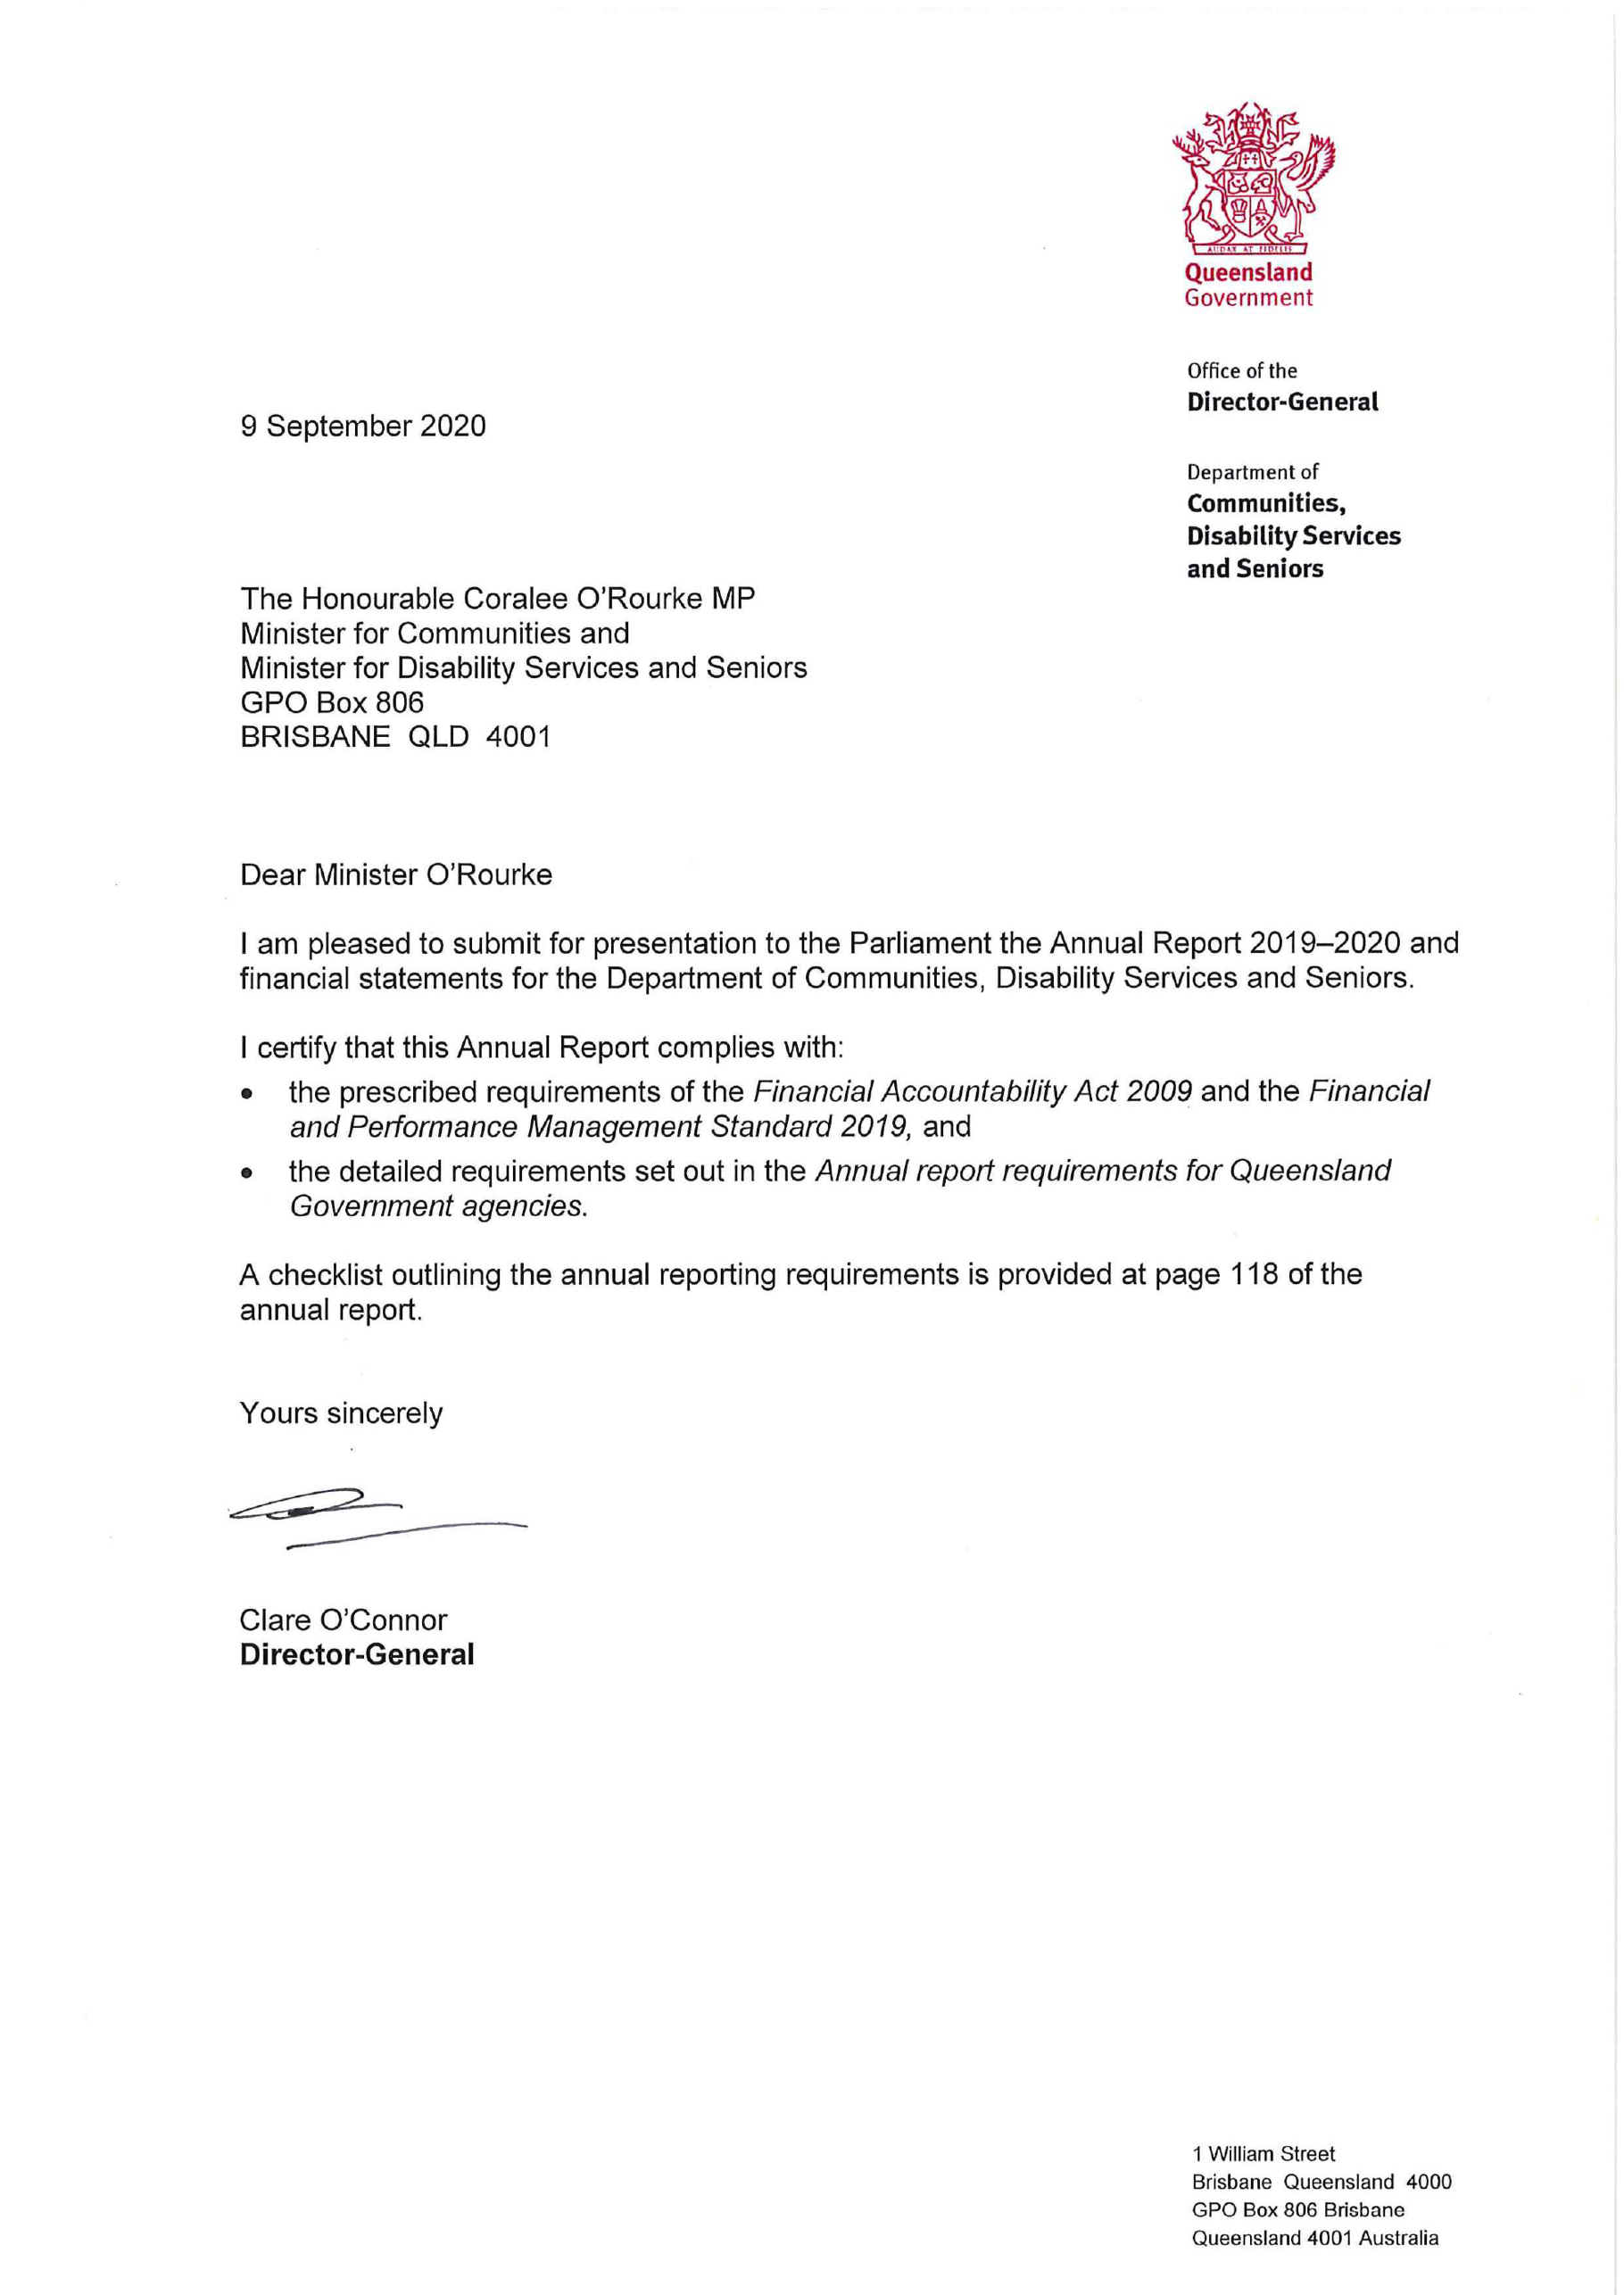 AUDAX AT FIDELIS
Queensland
Government
Office of the
Director-General
Department of
Communities,
Disability Services
and Seniors
9 September 2020
The Honourable Coralee O'Rourke MP
Minister for Communities and
Minister for Disability Services and Seniors
GPO Box 806
BRISBANE QLD 4001
Dear Minister O'Rourke
I am pleased to submit for presentation to the Parliament the Annual Report 2019–2020 and
financial statements for the Department of Communities, Disability Services and Seniors.
I certify that this Annual Report complies with:
• the prescribed requirements of the Financial Accountability Act 2009 and the Financial
and Performance Management Standard 2019, and
• the detailed requirements set out in the Annual report requirements for Queensland
Government agencies.
A checklist outlining the annual reporting requirements is provided at page 118 of the
annual report.
Yours sincerely
Clare O'Connor
Director-General
1 William Street
Brisbane Queensland 4000
GPO Box 806 Brisbane
Queensland 4001 Australia